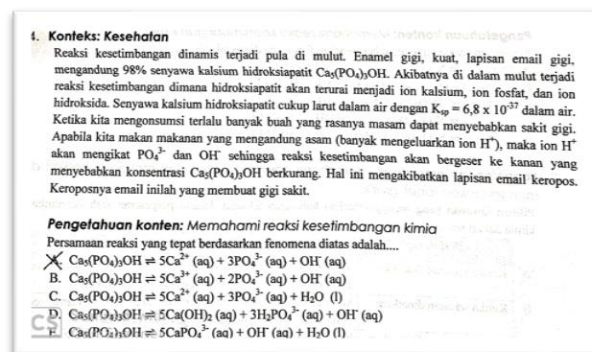 4. Konteks: Kesehatan
Reaksi kesetimbangan dinamis terjadi pula di mulut. Enamel gigi, kuat, lapisan email gigi,
mengandung 98% senyawa kalsium hidroksiapatit Ca₅(PO₄)₃OH. Akibatnya di dalam mulut terjadi
reaksi kesetimbangan dimana hidroksiapatit akan terurai menjadi ion kalsium, ion fosfat, dan ion
hidroksida. Senyawa kalsium hidroksiapatit cukup larut dalam air dengan Kₛₚ = 6,8 x 10⁻³⁷ dalam air.
Ketika kita mengonsumsi terlalu banyak buah yang rasanya masam dapat menyebabkan sakit gigi.
Apabila kita makan makanan yang mengandung asam (banyak mengeluarkan ion H⁺), maka ion H⁺
akan mengikat PO₄³⁻ dan OH⁻ sehingga reaksi kesetimbangan akan bergeser ke kanan yang
menyebabkan konsentrasi Ca₅(PO₄)₃OH berkurang. Hal ini mengakibatkan lapisan email keropos.
Keroposnya email inilah yang membuat gigi sakit.
Pengetahuan konten: Memahami reaksi kesetimbangan kimia
Persamaan reaksi yang tepat berdasarkan fenomena diatas adalah....
Ca₅(PO₄)₃OH ⇌ 5Ca²⁺ (aq) + 3PO₄³⁻ (aq) + OH⁻ (aq)
B. Ca₅(PO₄)₃OH ⇌ 5Ca³⁺ (aq) + 2PO₄³⁻ (aq) + OH⁻ (aq)
C. Ca₅(PO₄)₃OH ⇌ 5Ca²⁺ (aq) + 3PO₄³⁻ (aq) + H₂O (l)
D. Ca₅(PO₄)₃OH ⇌ 5Ca(OH)₂ (aq) + 3H₂PO₄³⁻ (aq) + OH⁻ (aq)
E. Ca₅(PO₄)₃OH ⇌ 5CaPO₄³⁻ (aq) + OH⁻ (aq) + H₂O (l)
CS